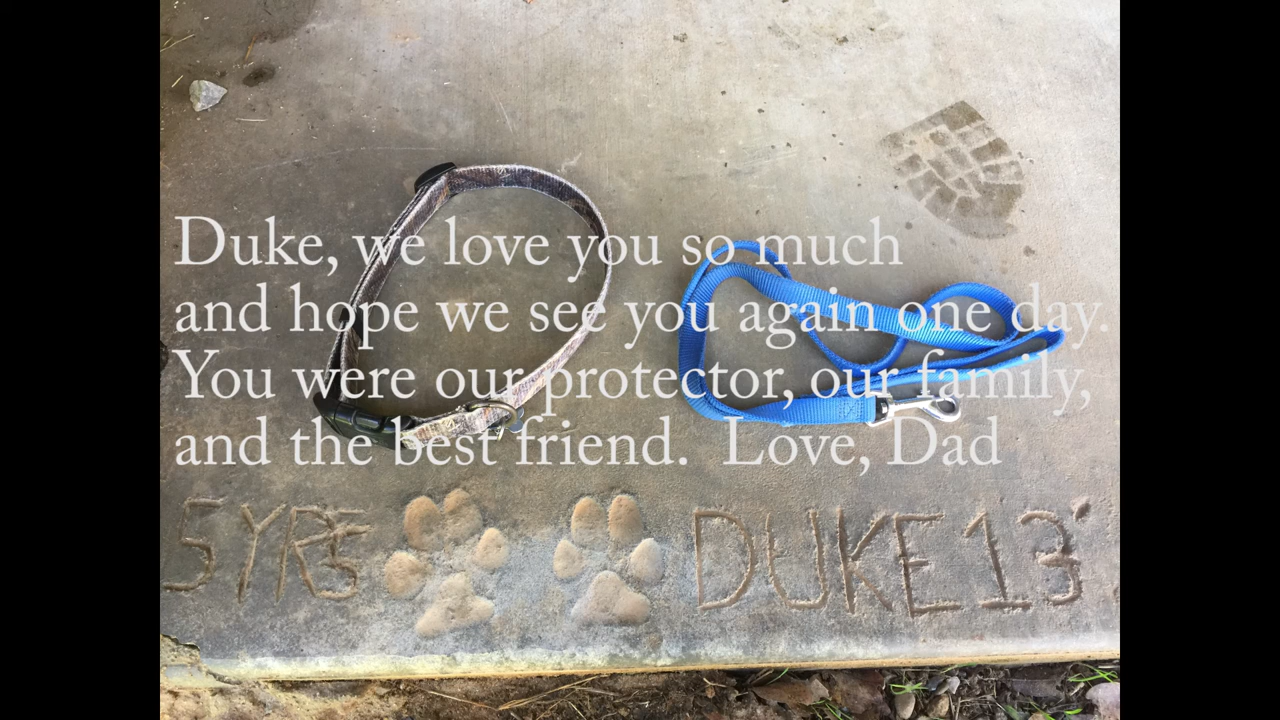 Duke, we love you so much
and hope we see you again one day.
You were our protector, our family,
and the best friend.  Love, Dad
5YRS DUKE 13'